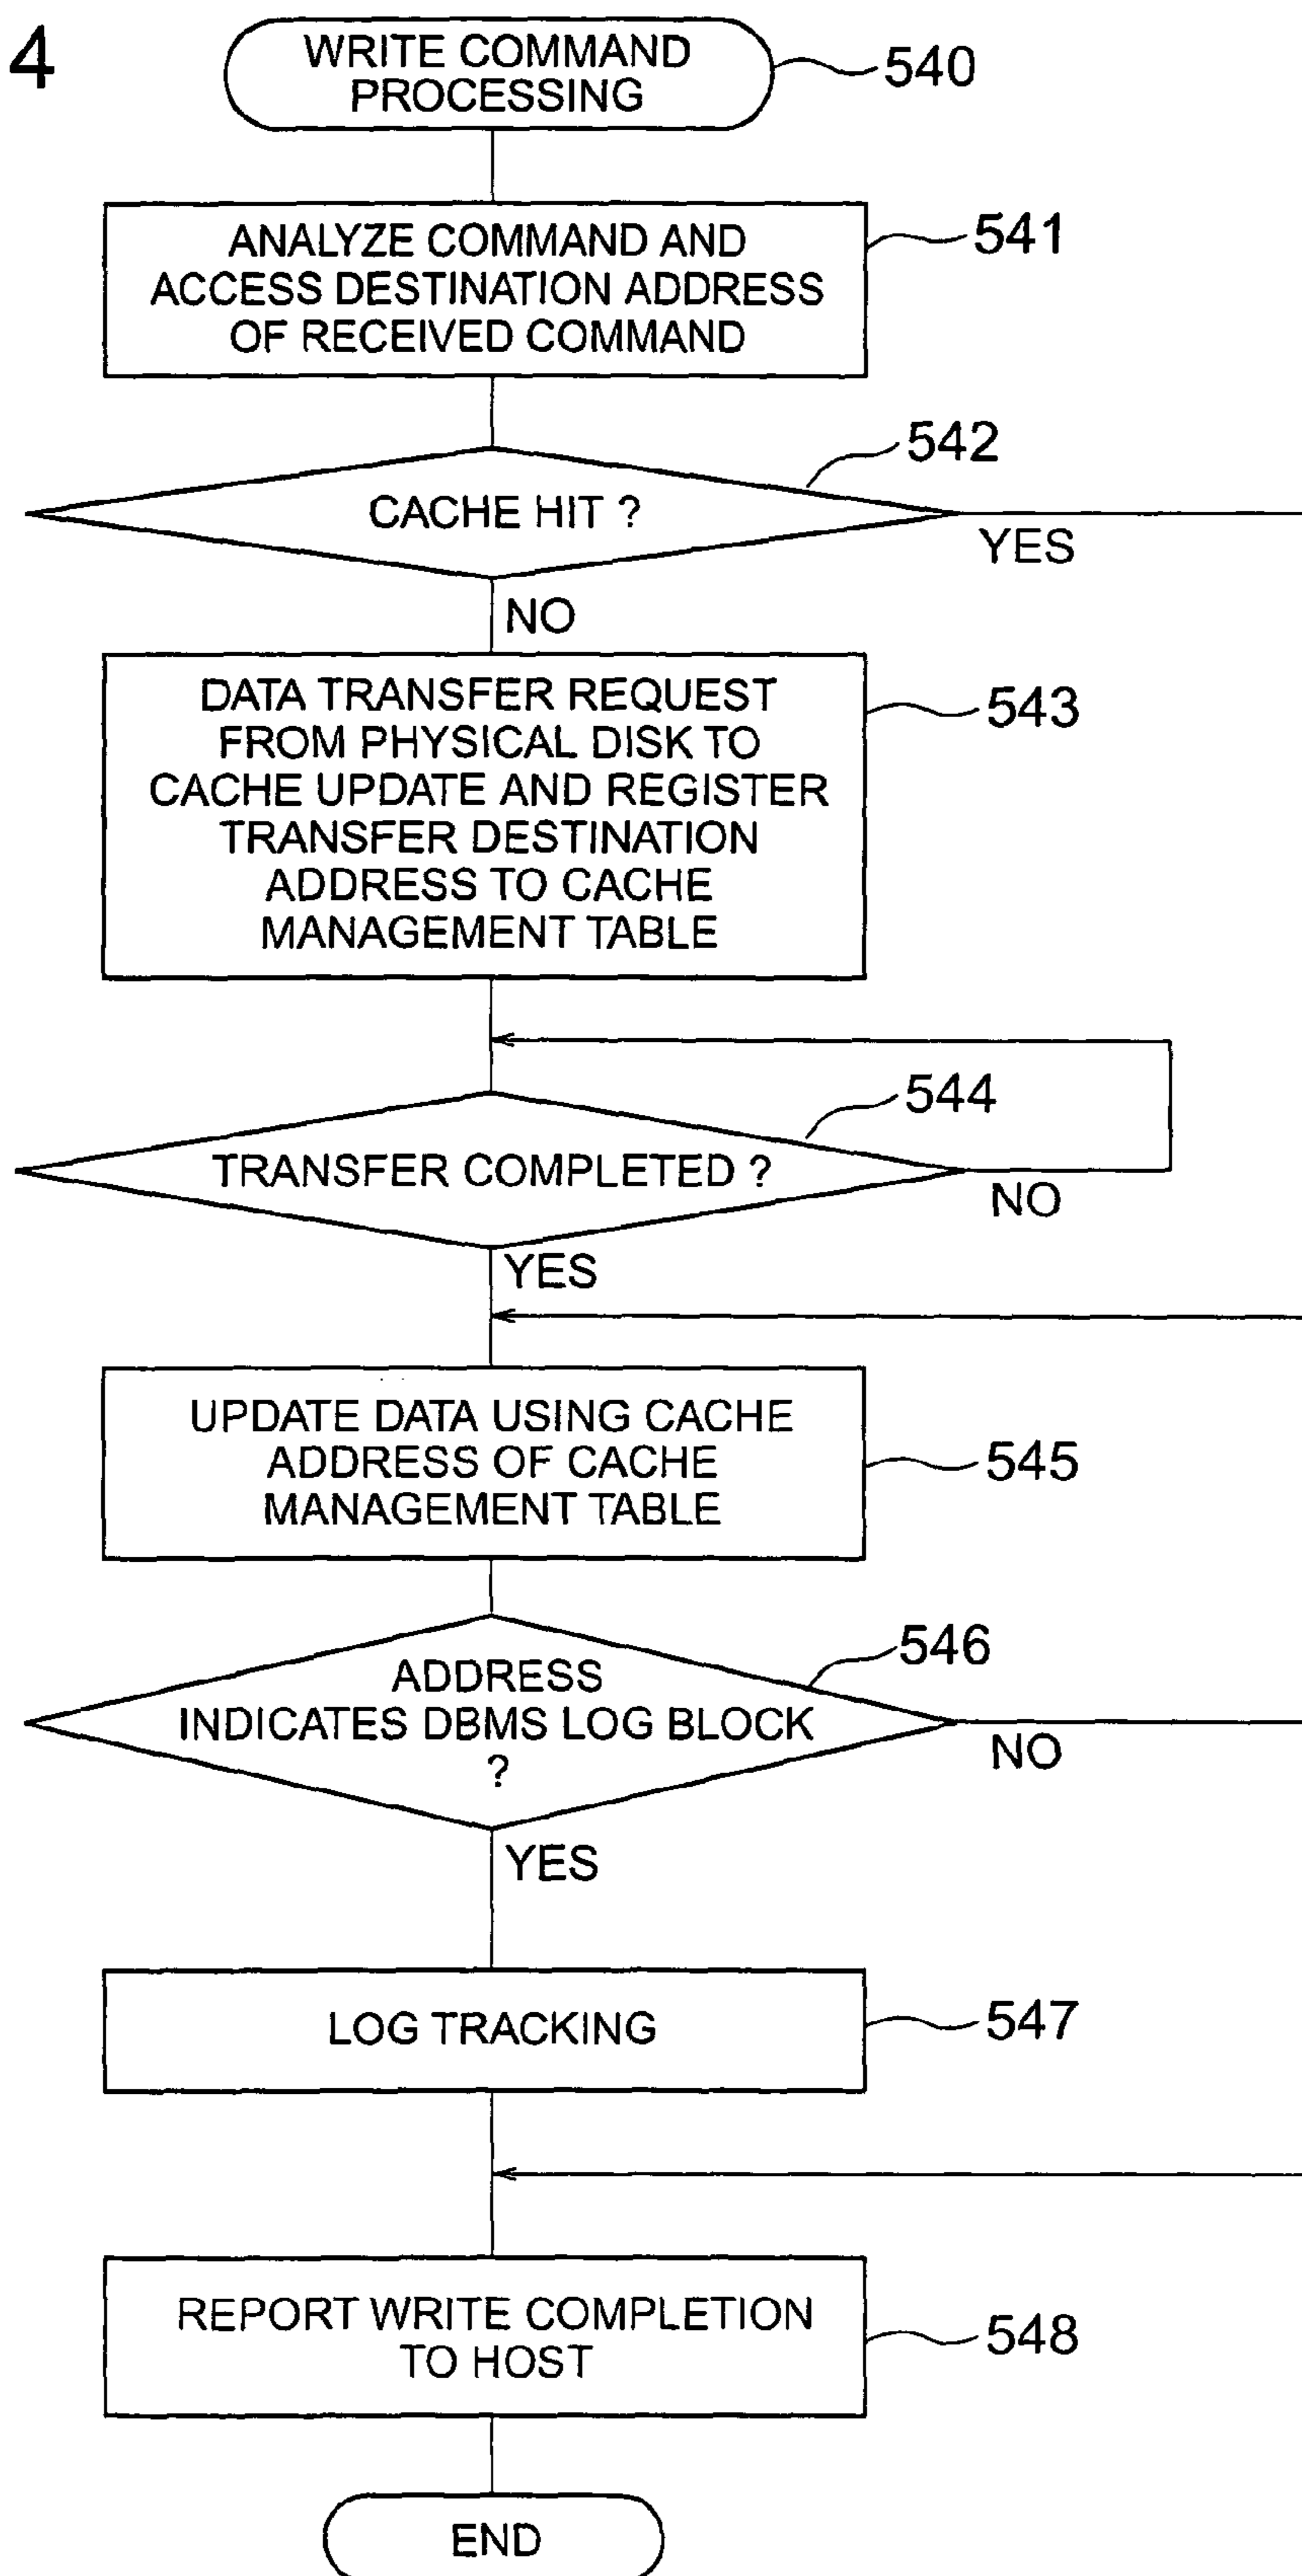 4
WRITE COMMAND
PROCESSING
540
ANALYZE COMMAND AND
ACCESS DESTINATION ADDRESS
OF RECEIVED COMMAND
541
542
CACHE HIT ?
YES
NO
DATA TRANSFER REQUEST
FROM PHYSICAL DISK TO
CACHE UPDATE AND REGISTER
TRANSFER DESTINATION
ADDRESS TO CACHE
MANAGEMENT TABLE
543
544
TRANSFER COMPLETED ?
NO
YES
UPDATE DATA USING CACHE
ADDRESS OF CACHE
MANAGEMENT TABLE
545
546
ADDRESS
INDICATES DBMS LOG BLOCK
?
NO
YES
LOG TRACKING
547
REPORT WRITE COMPLETION
TO HOST
548
END